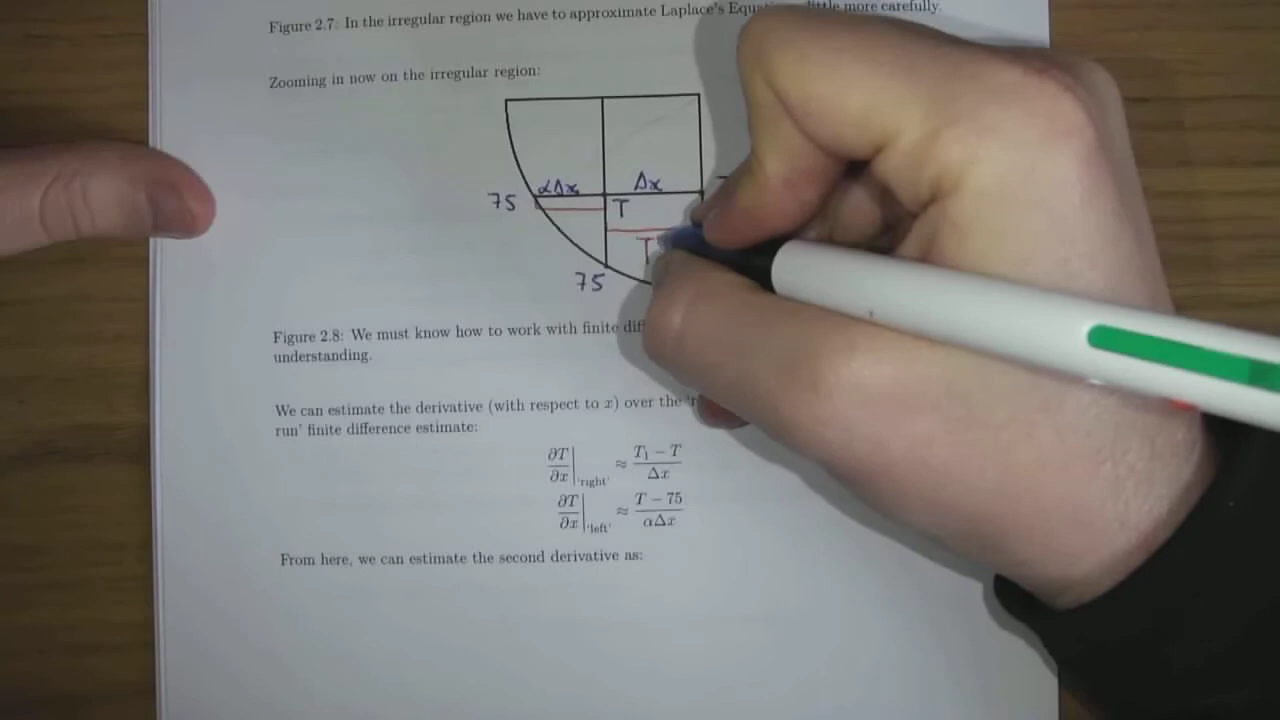 Figure 2.7: In the irregular region we have to approximate Laplace's little more carefully.
Zooming in now on the irregular region:
αΔx Δx
75 T
T
75
Figure 2.8: We must know how to work with finite
understanding.
We can estimate the derivative (with respect to x) over the
run' finite difference estimate:
∂T/∂x|'right' ≈ (T₁ − T)/Δx
∂T/∂x|'left' ≈ (T − 75)/(αΔx)
From here, we can estimate the second derivative as: